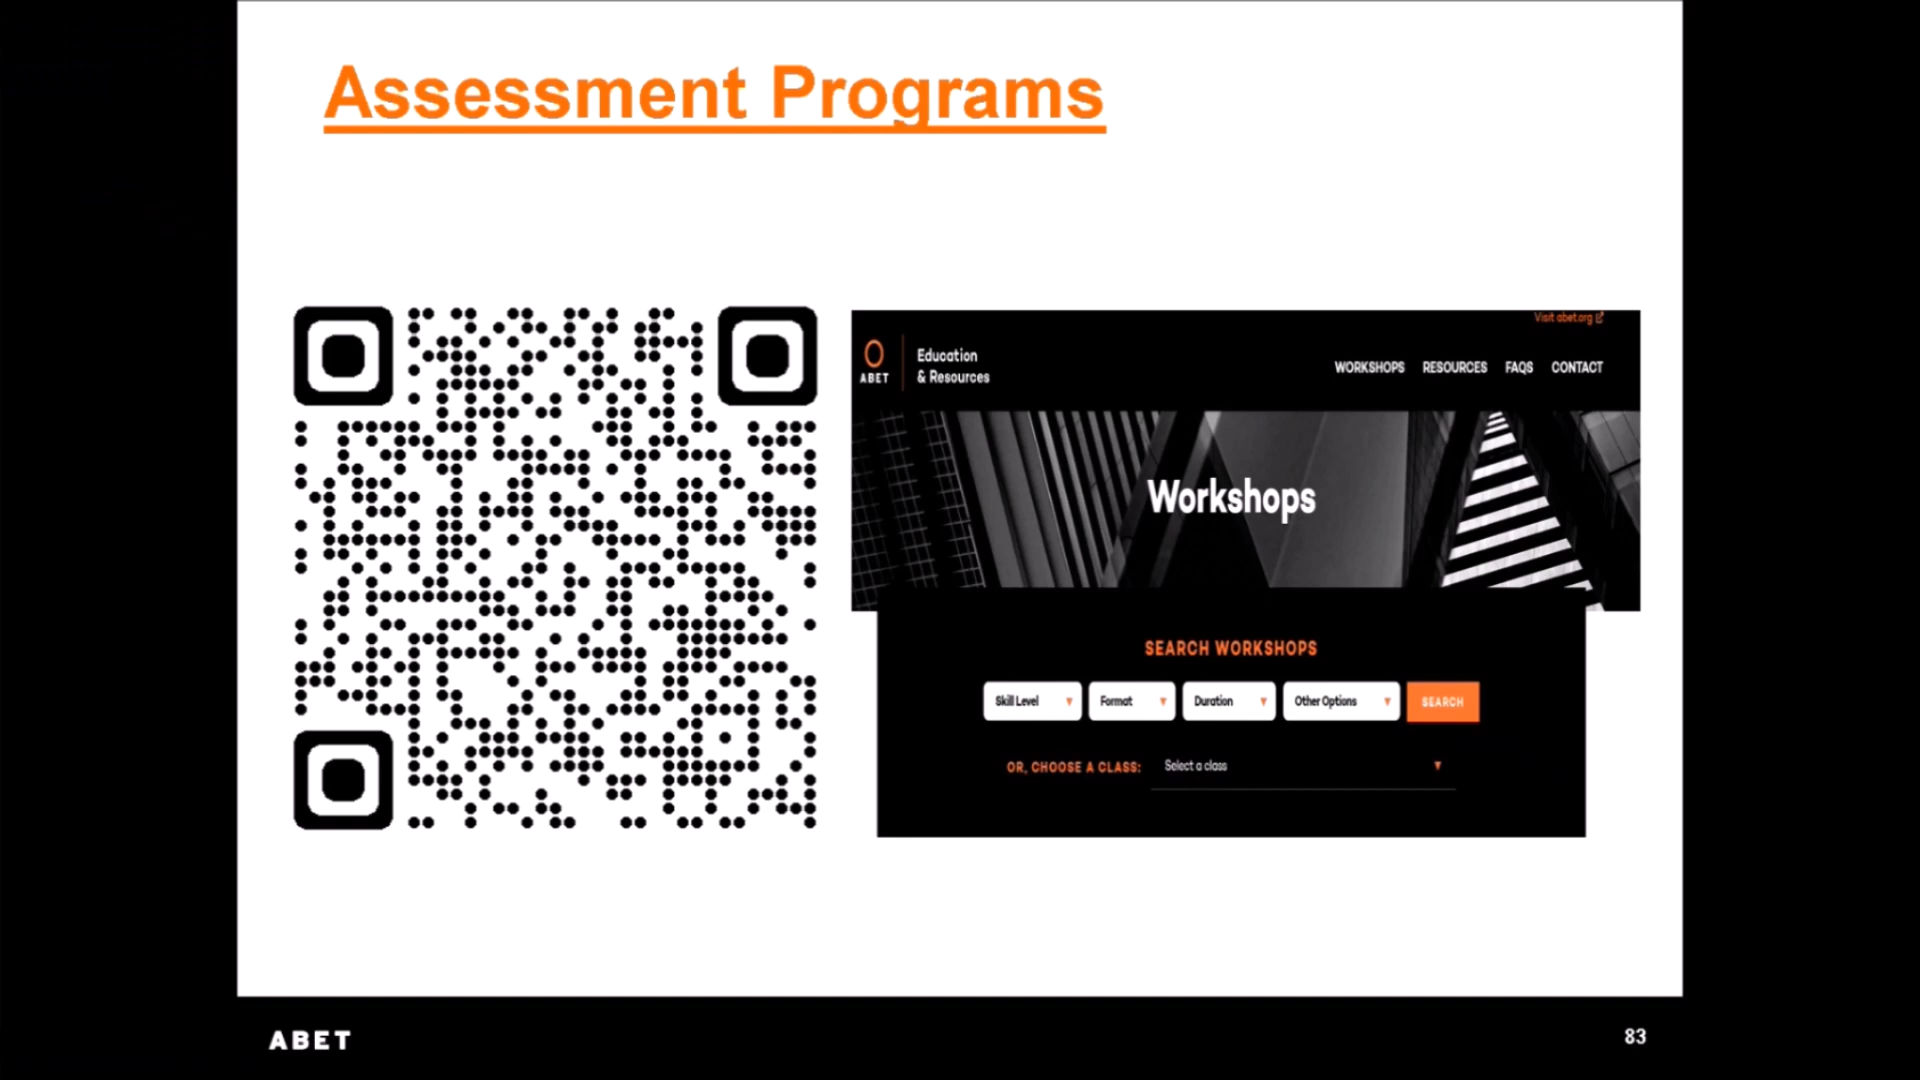 Assessment Programs
Visit abet.org
ABET
Education
& Resources
WORKSHOPS RESOURCES FAQS CONTACT
Workshops
SEARCH WORKSHOPS
Skill Level Format Duration Other Options SEARCH
OR, CHOOSE A CLASS: Select a class
ABET
83